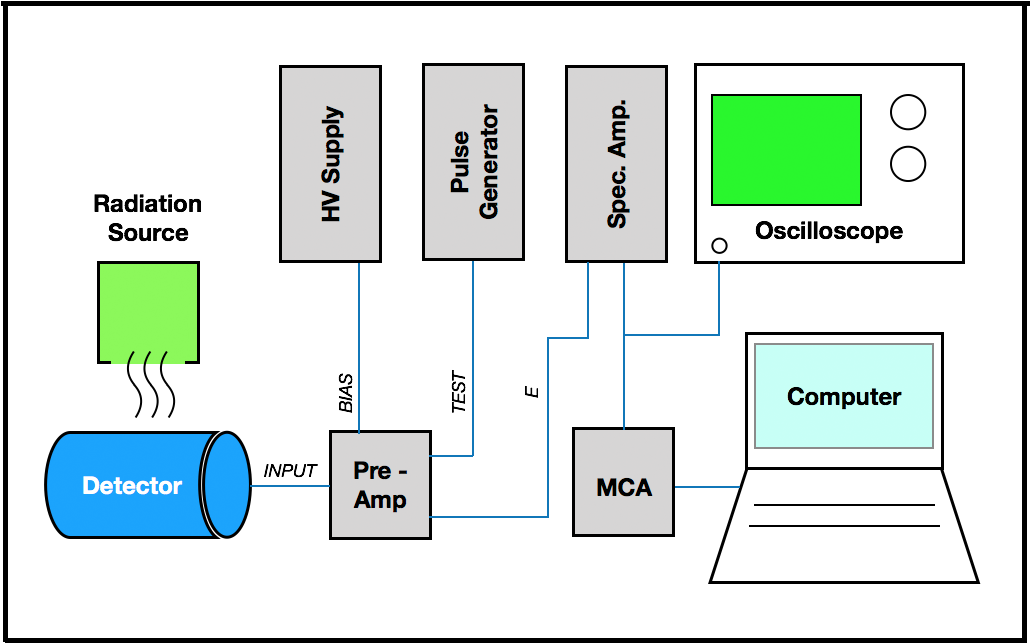 HV Supply
Pulse
Generator
Spec. Amp.
Oscilloscope
Radiation
Source
BIAS
TEST
E
Computer
Detector
INPUT
Pre -
Amp
MCA